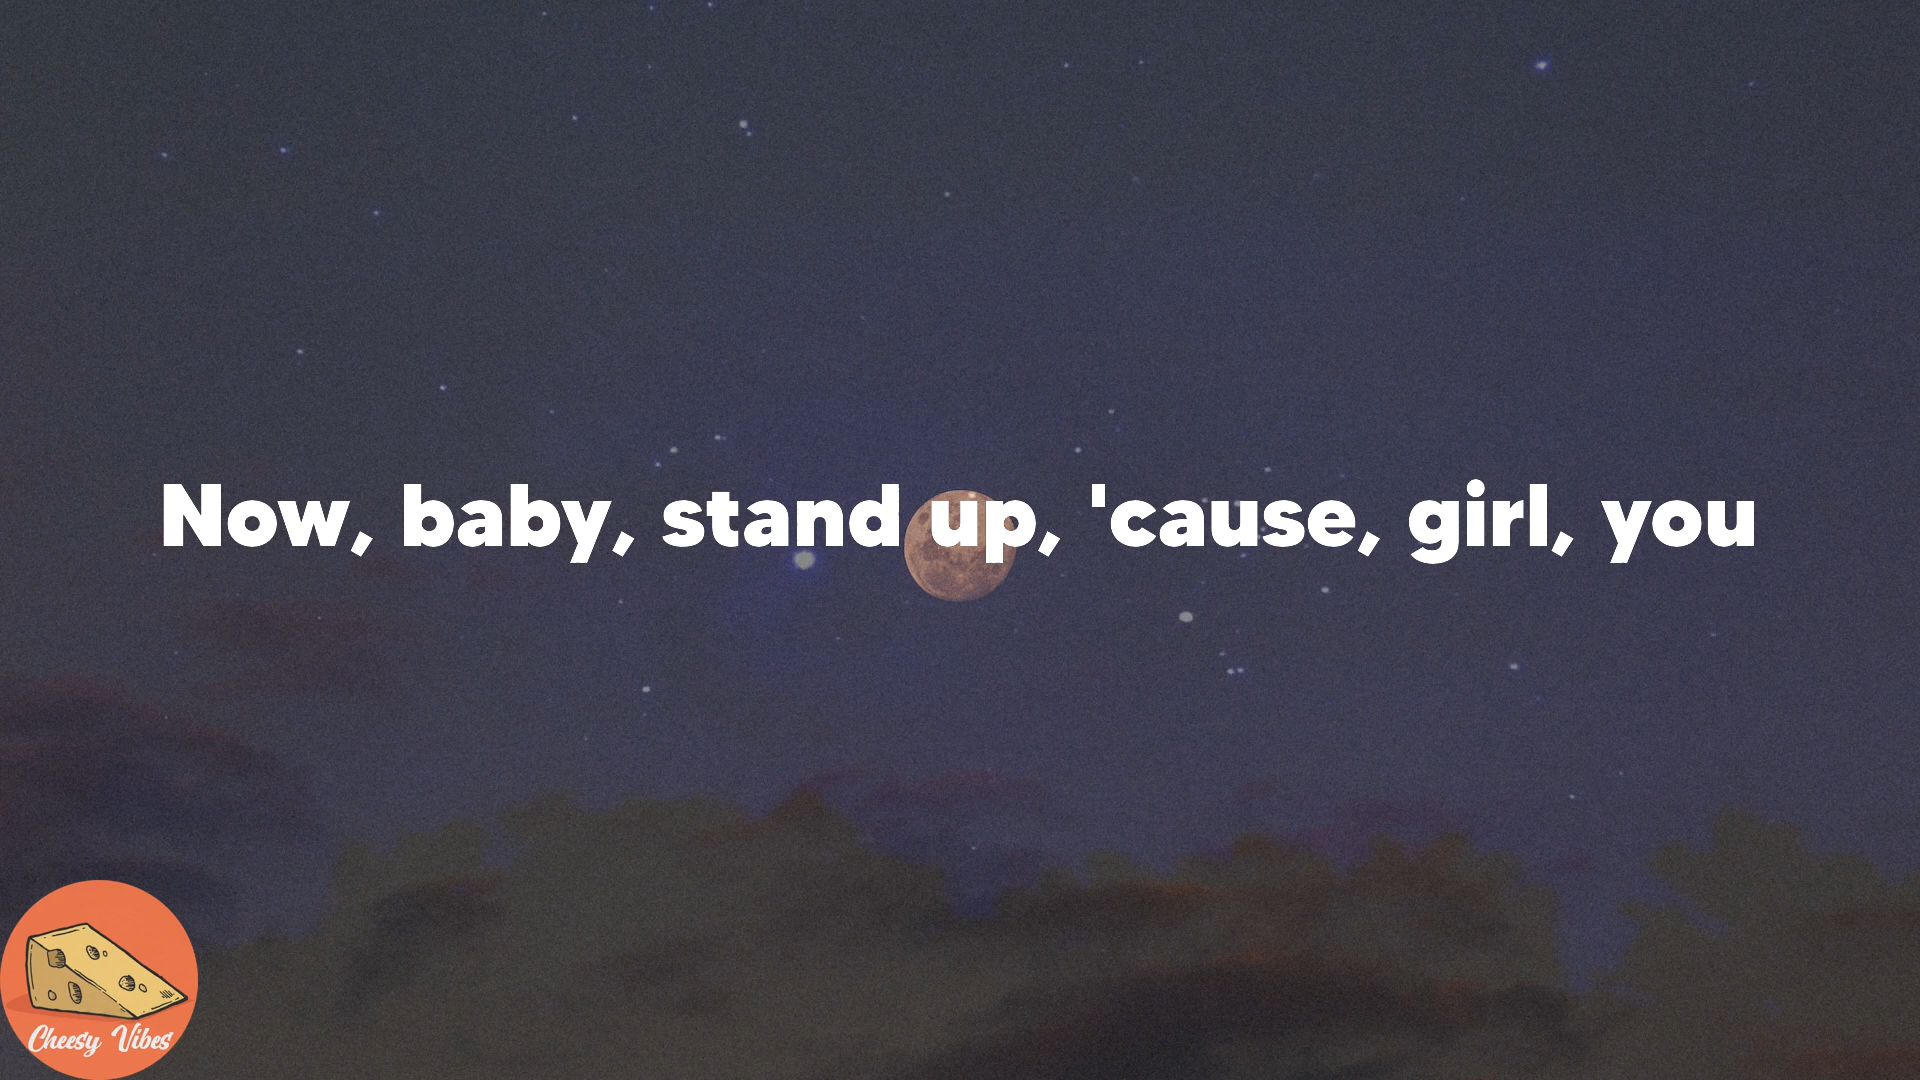 Now, baby, stand up, 'cause, girl, you
Cheesy Vibes